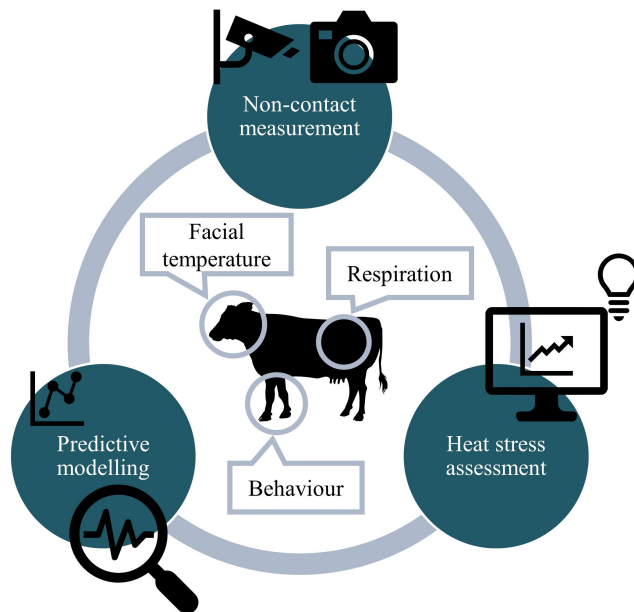 Non-contact
measurement
Facial
temperature
Respiration
Predictive
modelling
Heat stress
assessment
Behaviour